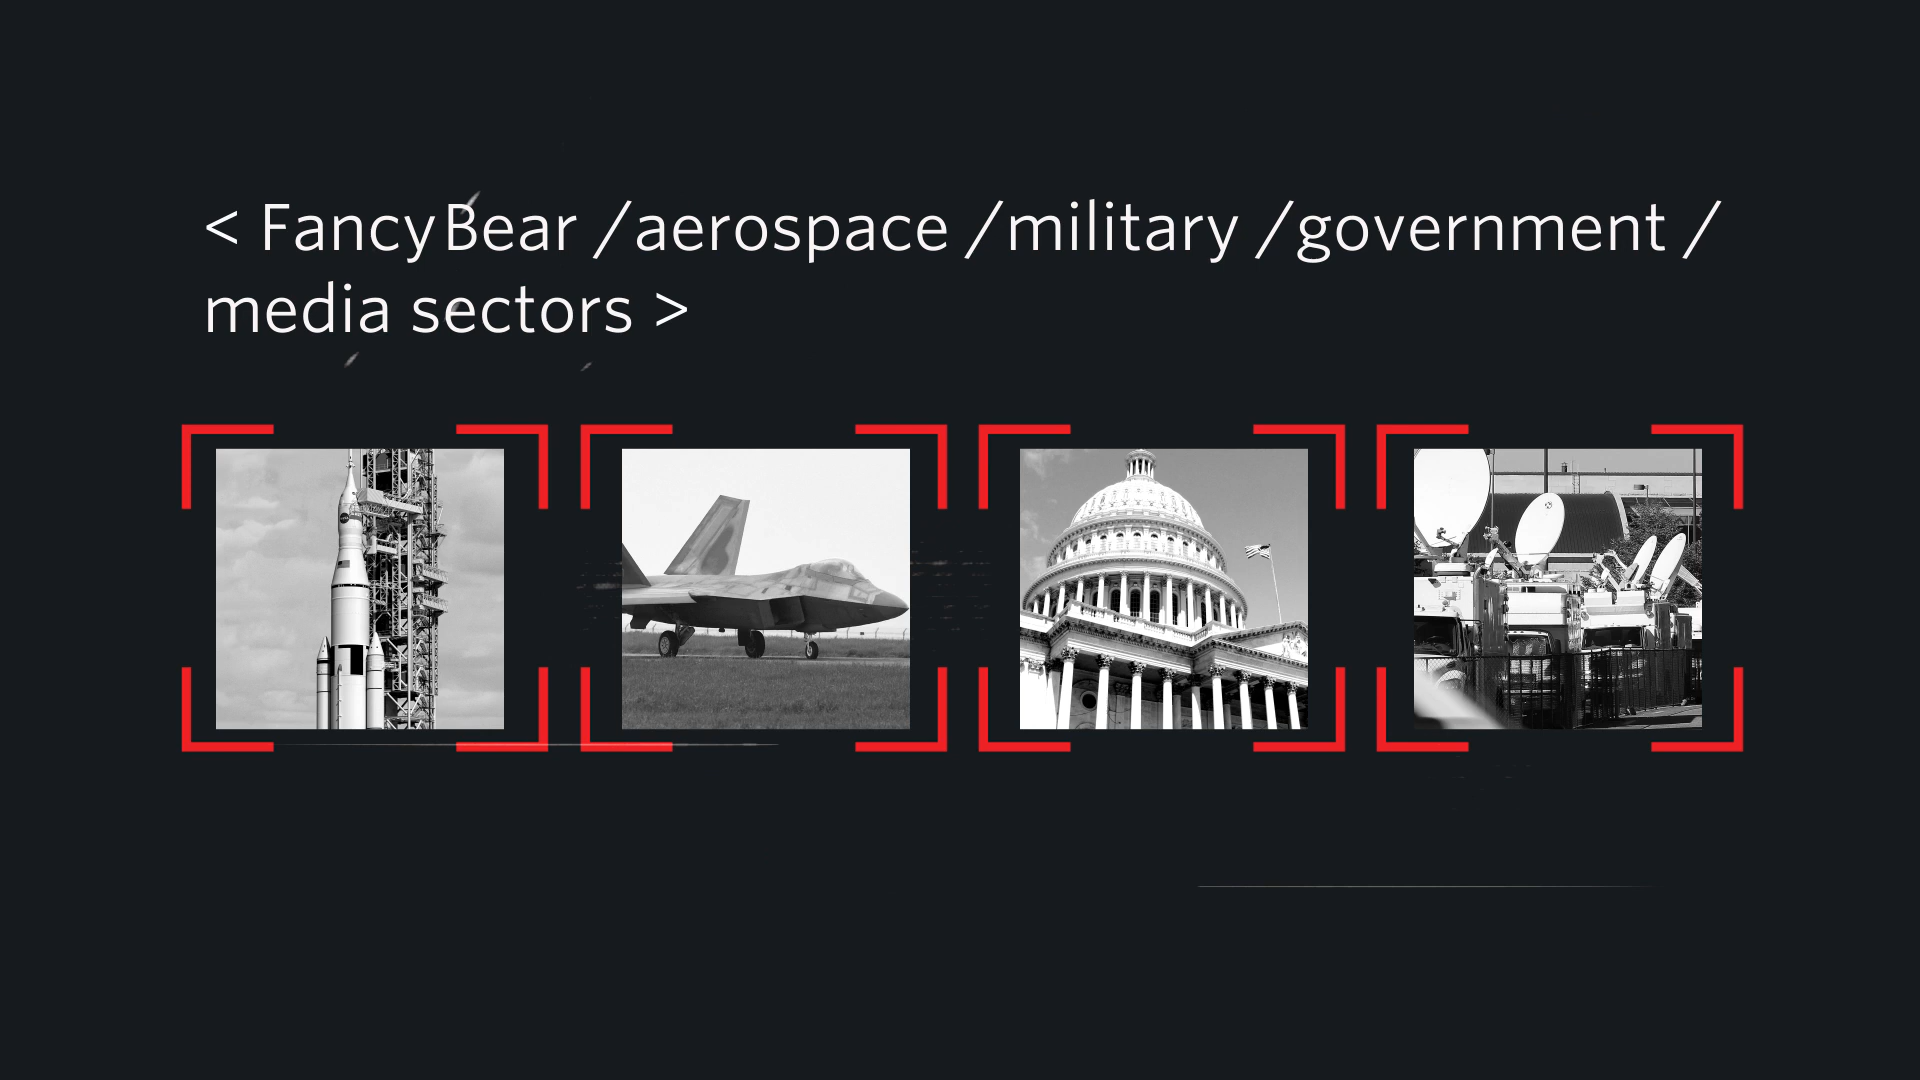 < FancyBear /aerospace /military /government /
media sectors >